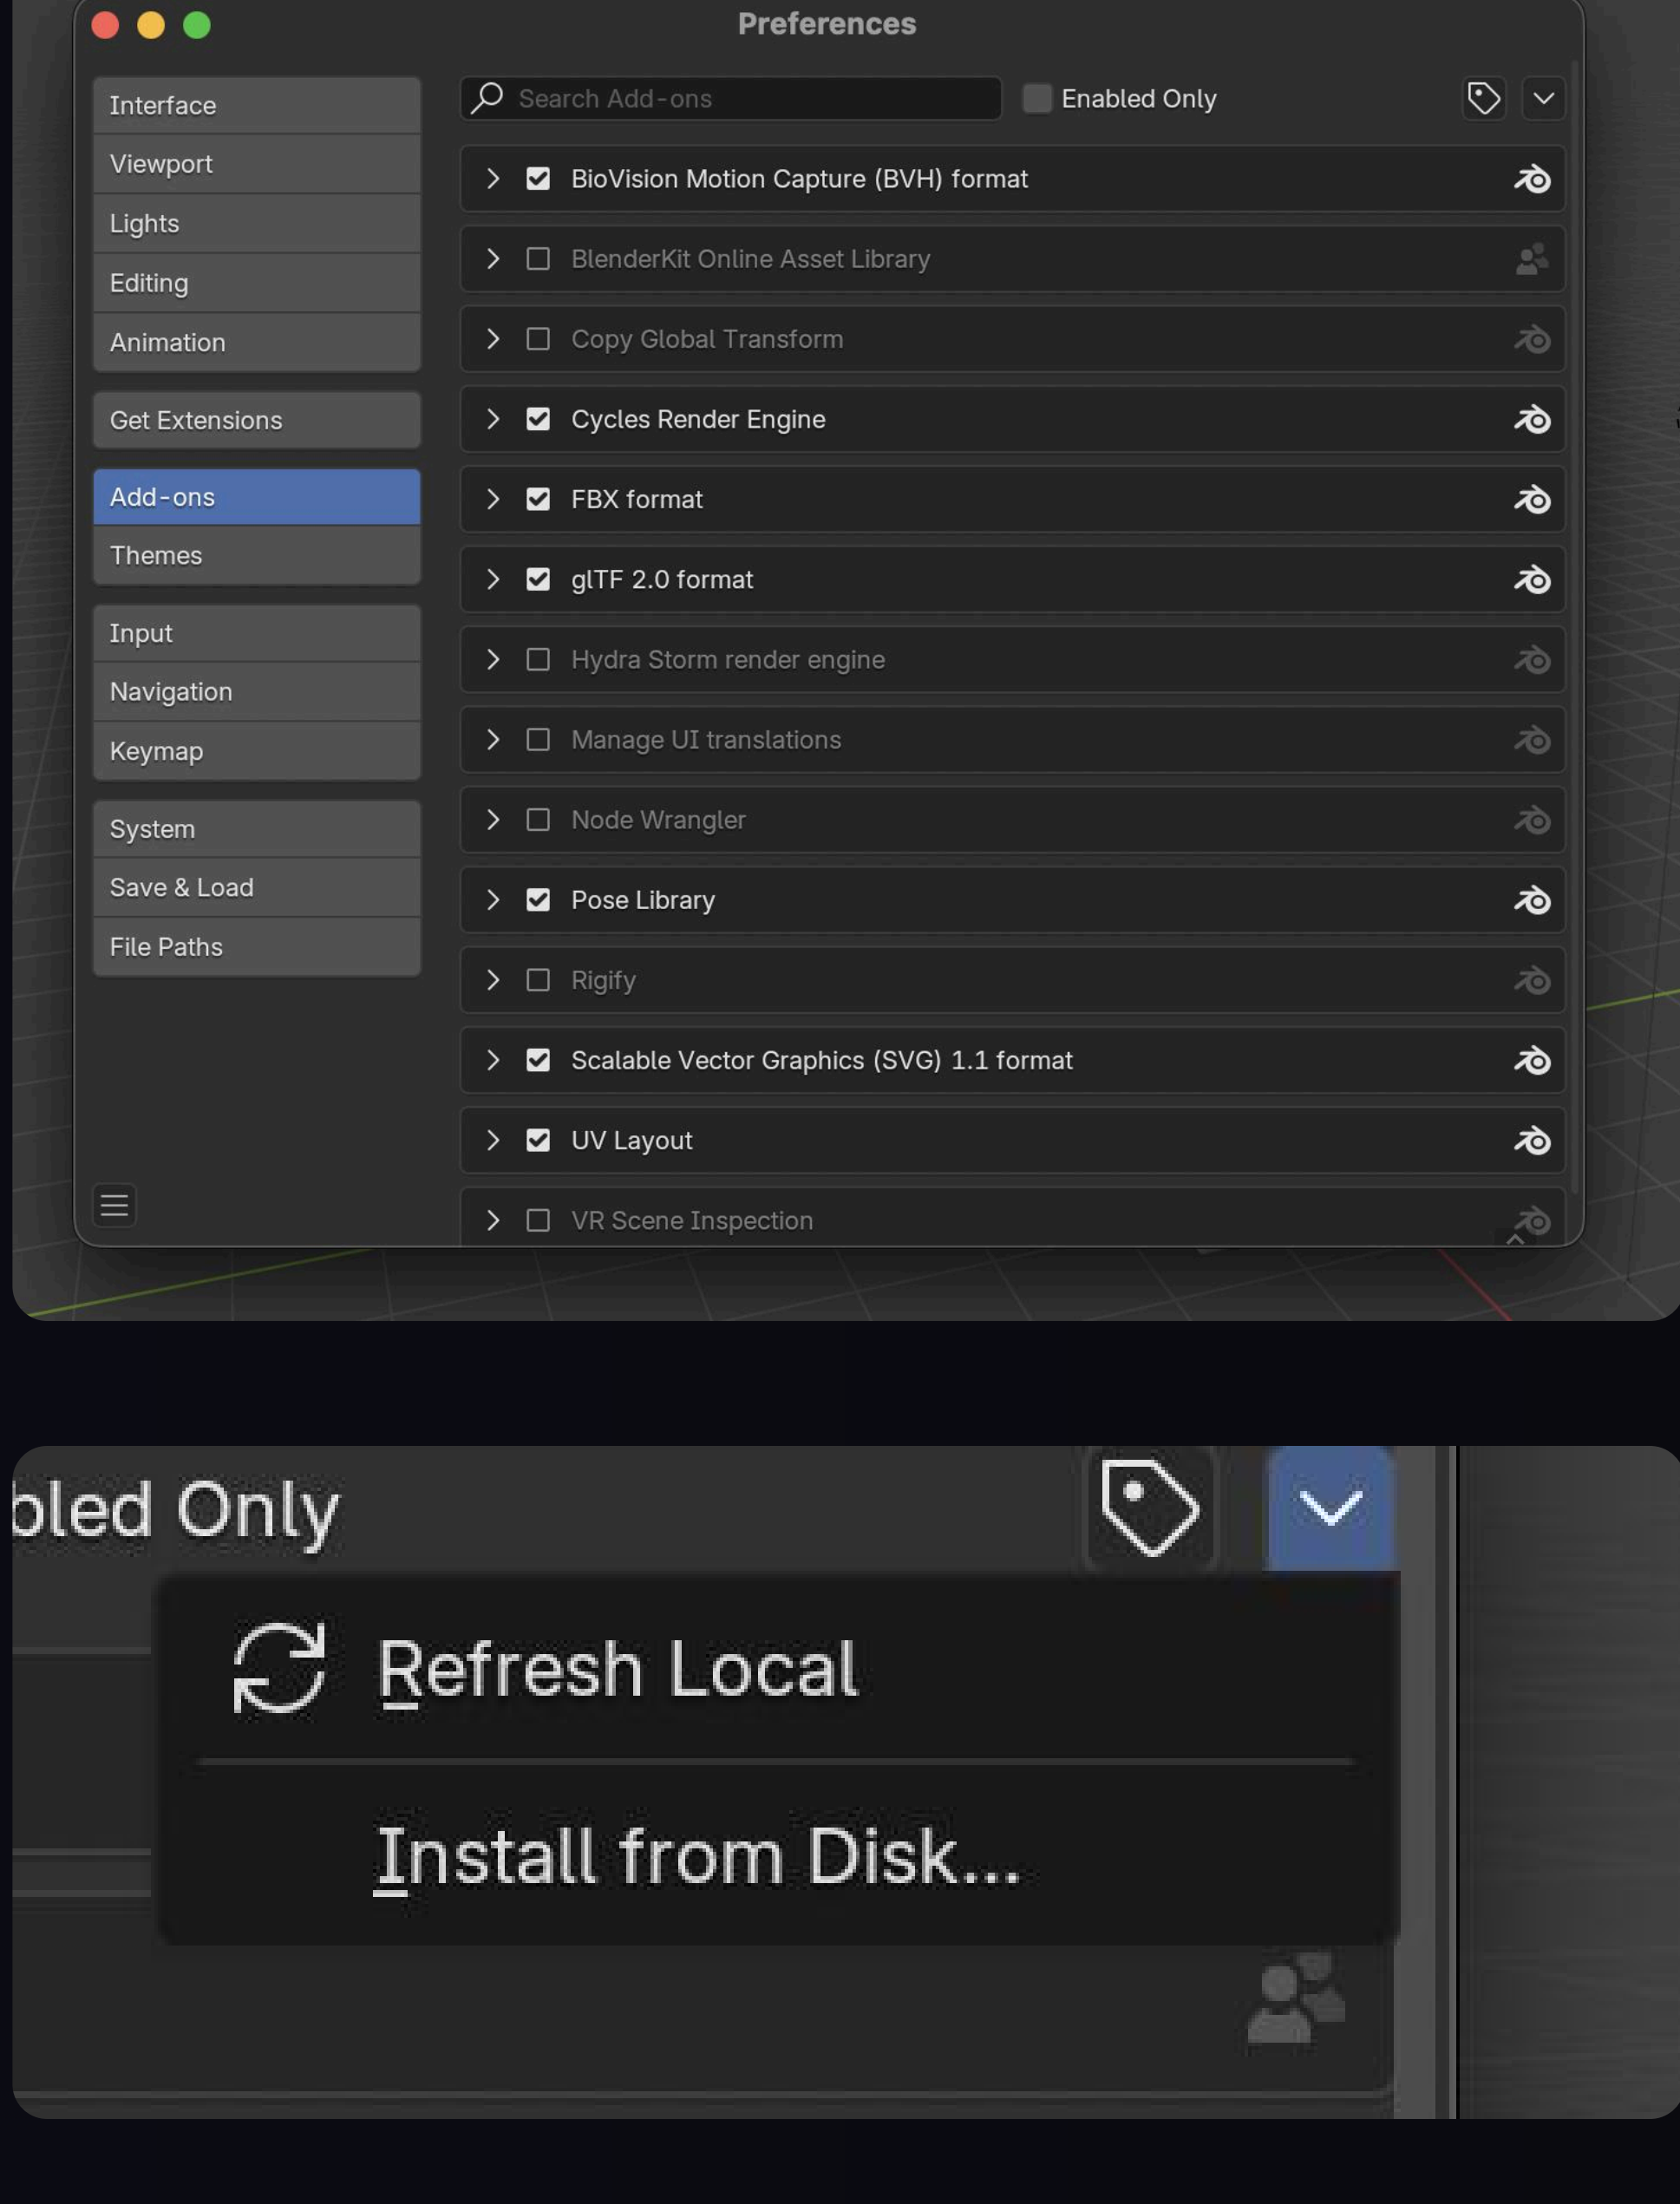 Preferences
Interface
Viewport
Lights
Editing
Animation
Get Extensions
Add-ons
Themes
Input
Navigation
Keymap
System
Save & Load
File Paths
Search Add-ons
Enabled Only
BioVision Motion Capture (BVH) format
BlenderKit Online Asset Library
Copy Global Transform
Cycles Render Engine
FBX format
glTF 2.0 format
Hydra Storm render engine
Manage UI translations
Node Wrangler
Pose Library
Rigify
Scalable Vector Graphics (SVG) 1.1 format
UV Layout
VR Scene Inspection
bled Only
Refresh Local
Install from Disk...